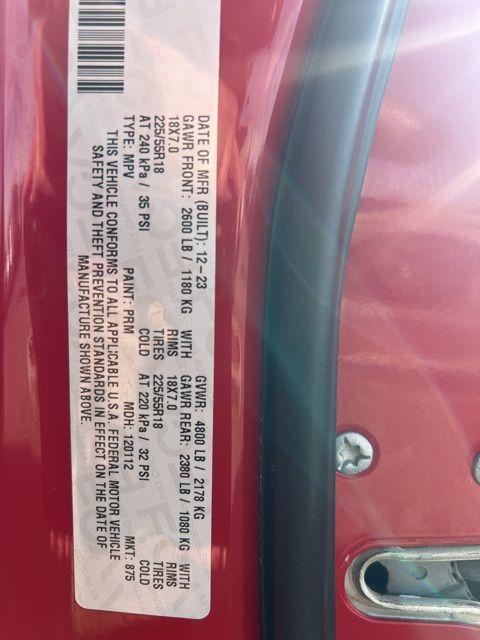 DATE OF MFR (BUILT): 12-23 GVWR: 4800 LB / 2178 KG
GAWR FRONT: 2600 LB / 1180 KG WITH GAWR REAR: 2380 LB / 1080 KG WITH
18X7.0 RIMS 18X7.0 RIMS
225/55R18 TIRES 225/55R18 TIRES
AT 240 kPa / 35 PSI COLD AT 220 kPa / 32 PSI COLD
TYPE: MPV PAINT: PRM MDH: 120112 MKT: 875
THIS VEHICLE CONFORMS TO ALL APPLICABLE U.S.A. FEDERAL MOTOR VEHICLE
SAFETY AND THEFT PREVENTION STANDARDS IN EFFECT ON THE DATE OF
MANUFACTURE SHOWN ABOVE.